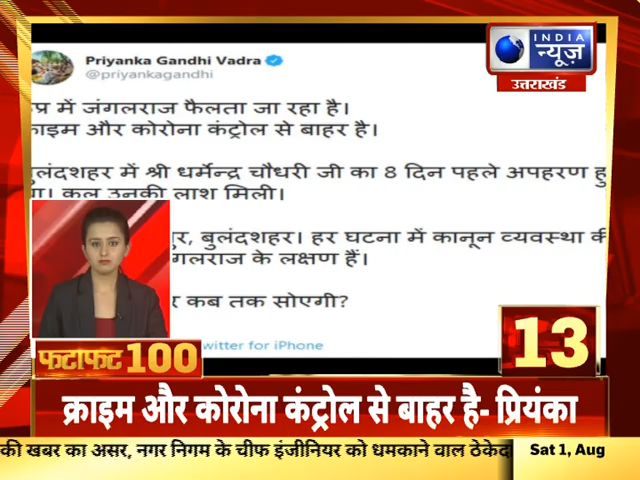 Priyanka Gandhi Vadra
@priyankagandhi
INDIA
न्यूज़
उत्तराखंड
में जंगलराज फैलता जा रहा है।
क्राइम और कोरोना कंट्रोल से बाहर है।
बुलंदशहर में श्री धर्मेन्द्र चौधरी जी का 8 दिन पहले अपहरण
कल उनकी लाश मिली।
बुलंदशहर। हर घटना में कानून व्यवस्था
जंगलराज के लक्षण हैं।
कब तक सोएगी?
Twitter for iPhone
फटाफट 100
13
क्राइम और कोरोना कंट्रोल से बाहर है- प्रियंका
की खबर का असर, नगर निगम के चीफ इंजीनियर को धमकाने वाल ठेकेदा
Sat 1, Aug